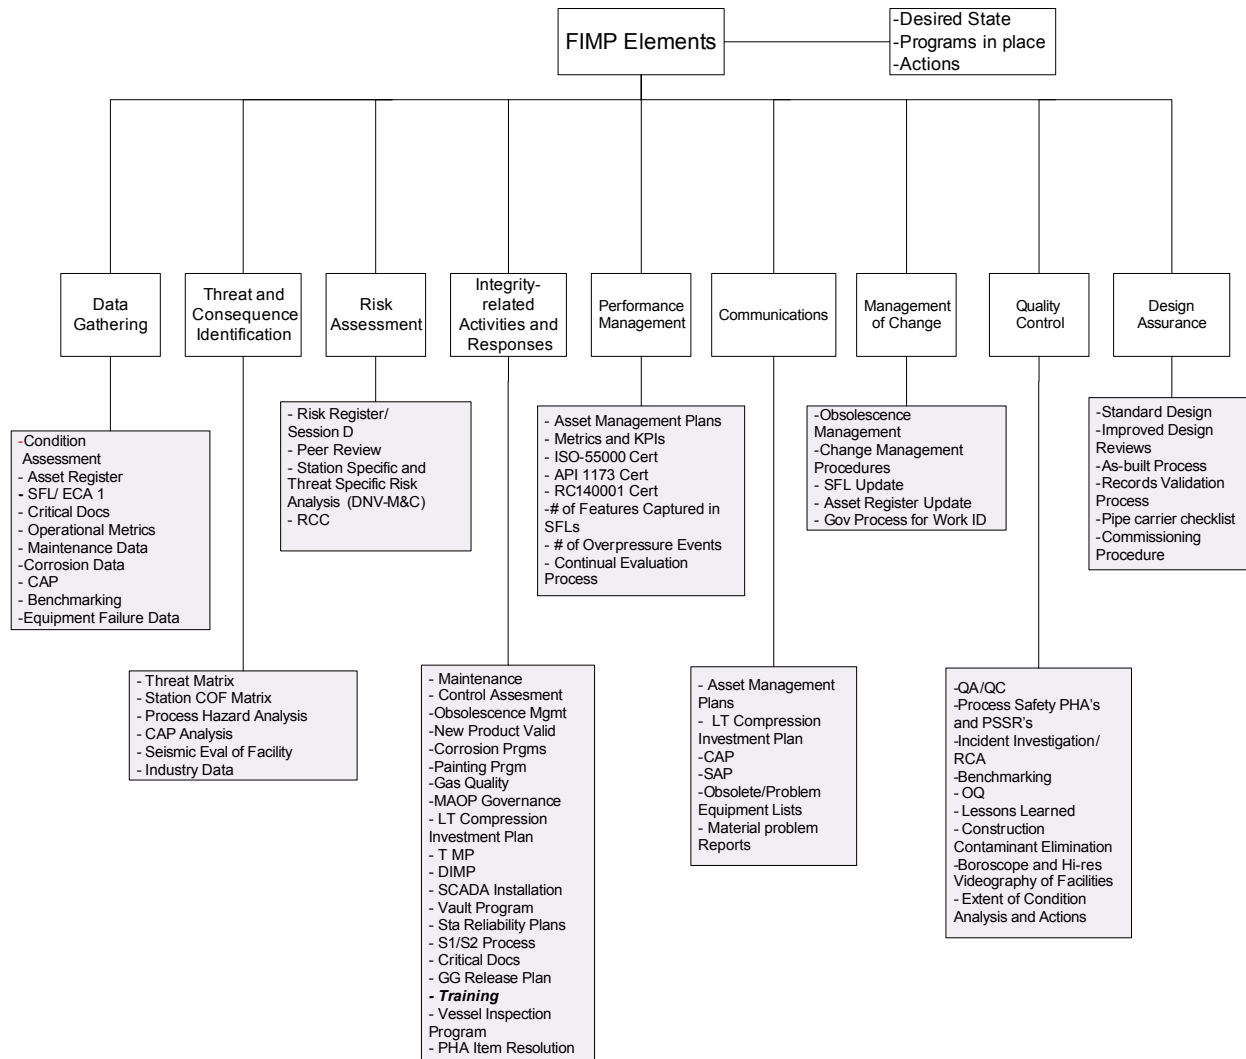 FIMP Elements
-Desired State
-Programs in place
-Actions
Data
Gathering
Threat and
Consequence
Identification
Risk
Assessment
Integrity-
related
Activities and
Responses
Performance
Management
Communications
Management
of Change
Quality
Control
Design
Assurance
-Condition
Assessment
- Asset Register
- SFL/ ECA 1
- Critical Docs
- Operational Metrics
- Maintenance Data
-Corrosion Data
- CAP
- Benchmarking
-Equipment Failure Data
- Threat Matrix
- Station COF Matrix
- Process Hazard Analysis
- CAP Analysis
- Seismic Eval of Facility
- Industry Data
- Risk Register/
Session D
- Peer Review
- Station Specific and
Threat Specific Risk
Analysis (DNV-M&C)
- RCC
- Maintenance
- Control Assesment
-Obsolescence Mgmt
-New Product Valid
-Corrosion Prgms
-Painting Prgm
-Gas Quality
-MAOP Governance
- LT Compression
Investment Plan
- T MP
- DIMP
- SCADA Installation
- Vault Program
- Sta Reliability Plans
- S1/S2 Process
- Critical Docs
- GG Release Plan
- Training
- Vessel Inspection
Program
- PHA Item Resolution
- Asset Management Plans
- Metrics and KPIs
- ISO-55000 Cert
- API 1173 Cert
- RC140001 Cert
-# of Features Captured in
SFLs
- # of Overpressure Events
- Continual Evaluation
Process
- Asset Management
Plans
- LT Compression
Investment Plan
-CAP
-SAP
-Obsolete/Problem
Equipment Lists
- Material problem
Reports
-Obsolescence
Management
-Change Management
Procedures
- SFL Update
- Asset Register Update
- Gov Process for Work ID
-QA/QC
-Process Safety PHA's
and PSSR's
-Incident Investigation/
RCA
-Benchmarking
- OQ
- Lessons Learned
- Construction
Contaminant Elimination
-Boroscope and Hi-res
Videography of Facilities
- Extent of Condition
Analysis and Actions
- Standard Design
- Improved Design
Reviews
- As-built Process
- Records Validation
Process
- Pipe carrier checklist
- Commissioning
Procedure